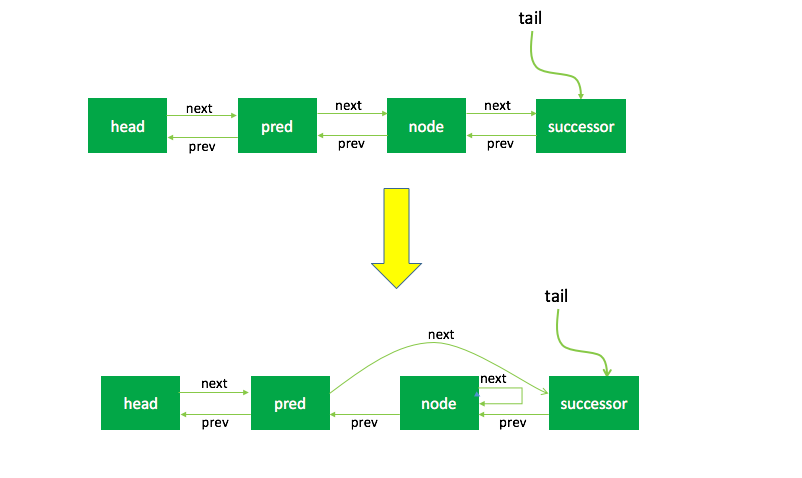 tail
next
next
next
head
pred
node
successor
prev
prev
prev
tail
next
next
next
head
pred
node
successor
prev
prev
prev